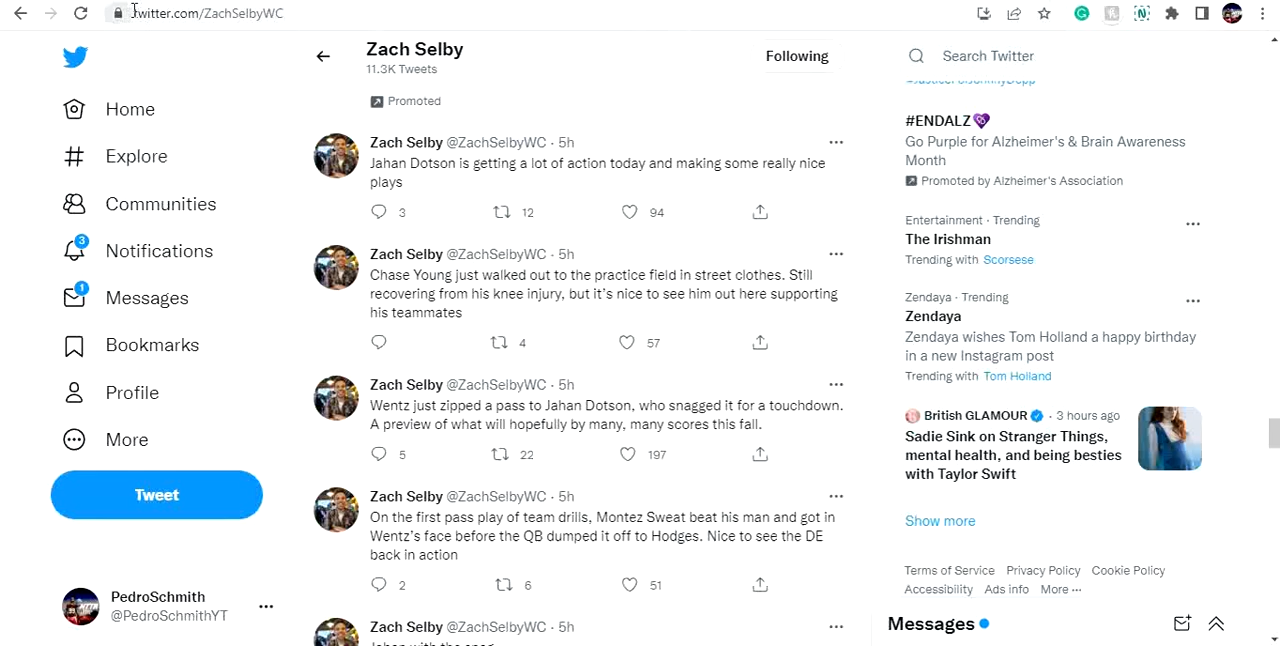 twitter.com/ZachSelbyWC
Zach Selby
11.3K Tweets
Following
Search Twitter
Home
Explore
Communities
3
Notifications
1
Messages
Bookmarks
Profile
More
Tweet
PedroSchmith
@PedroSchmithYT
Promoted
Zach Selby @ZachSelbyWC · 5h
Jahan Dotson is getting a lot of action today and making some really nice
plays
3 12 94
Zach Selby @ZachSelbyWC · 5h
Chase Young just walked out to the practice field in street clothes. Still
recovering from his knee injury, but it's nice to see him out here supporting
his teammates
4 57
Zach Selby @ZachSelbyWC · 5h
Wentz just zipped a pass to Jahan Dotson, who snagged it for a touchdown.
A preview of what will hopefully by many, many scores this fall.
5 22 197
Zach Selby @ZachSelbyWC · 5h
On the first pass play of team drills, Montez Sweat beat his man and got in
Wentz's face before the QB dumped it off to Hodges. Nice to see the DE
back in action
2 6 51
Zach Selby @ZachSelbyWC · 5h
#ENDALZ
Go Purple for Alzheimer's & Brain Awareness
Month
Promoted by Alzheimer's Association
Entertainment · Trending
The Irishman
Trending with Scorsese
Zendaya · Trending
Zendaya
Zendaya wishes Tom Holland a happy birthday
in a new Instagram post
Trending with Tom Holland
British GLAMOUR · 3 hours ago
Sadie Sink on Stranger Things,
mental health, and being besties
with Taylor Swift
Show more
Terms of Service Privacy Policy Cookie Policy
Accessibility Ads info More ···
Messages